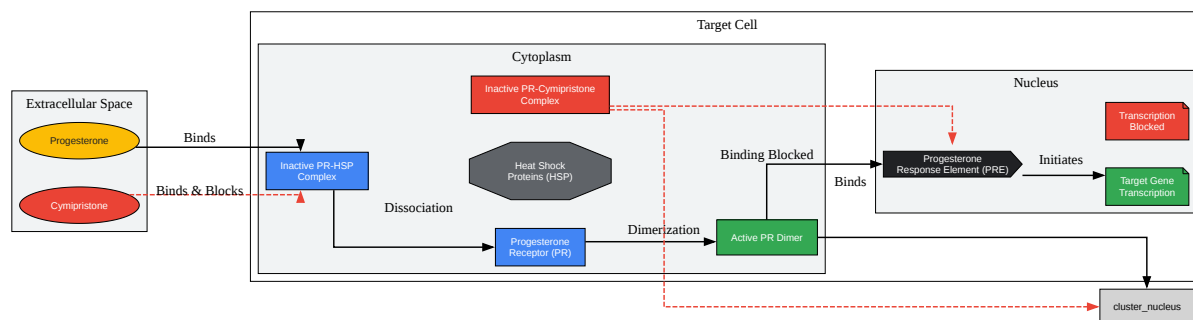 Target Cell
Cytoplasm
Extracellular Space
Nucleus
Inactive PR-Cymipristone
Complex
Transcription
Blocked
Progesterone
Binds
Inactive PR-HSP
Complex
Heat Shock
Proteins (HSP)
Binding Blocked
Binds
Progesterone
Response Element (PRE)
Initiates
Target Gene
Transcription
Cymipristone
Binds & Blocks
Dissociation
Progesterone
Receptor (PR)
Dimerization
Active PR Dimer
cluster_nucleus